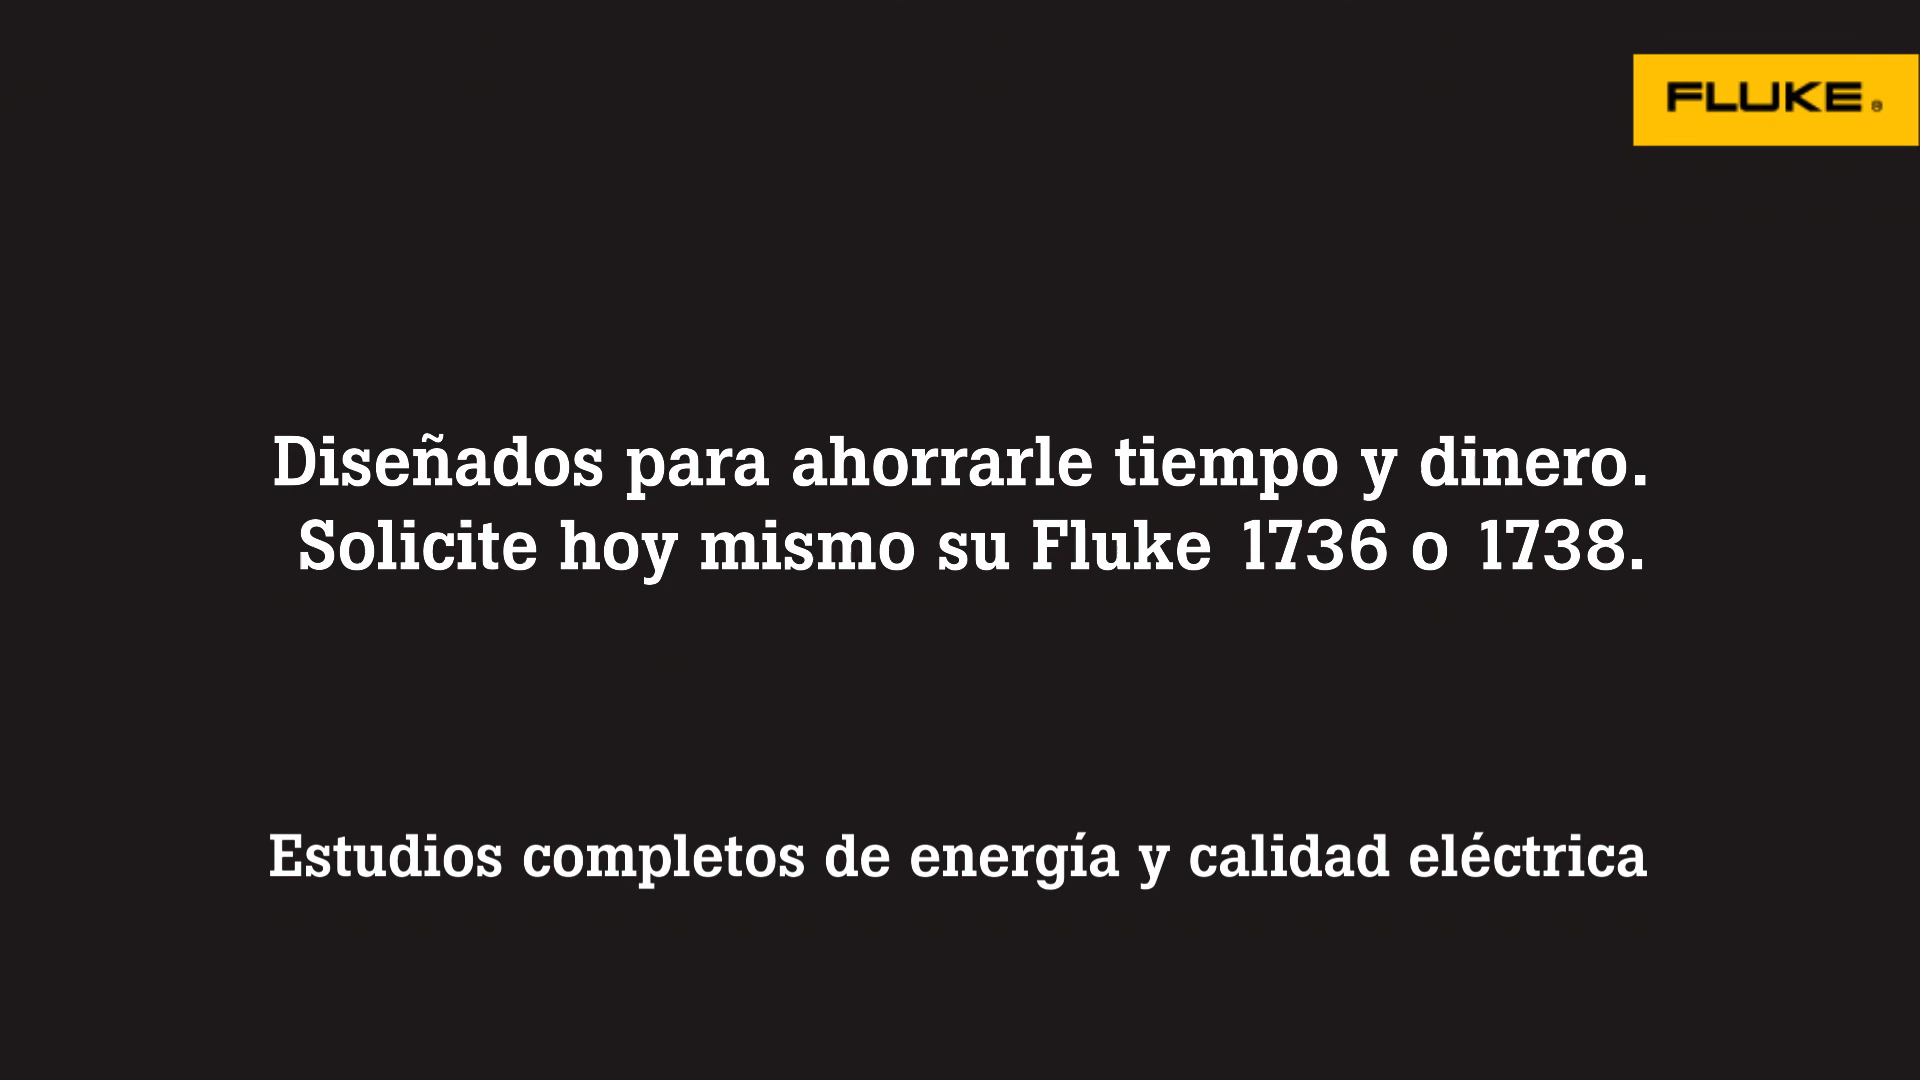 FLUKE®
Diseñados para ahorrarle tiempo y dinero.
Solicite hoy mismo su Fluke 1736 o 1738.
Estudios completos de energía y calidad eléctrica